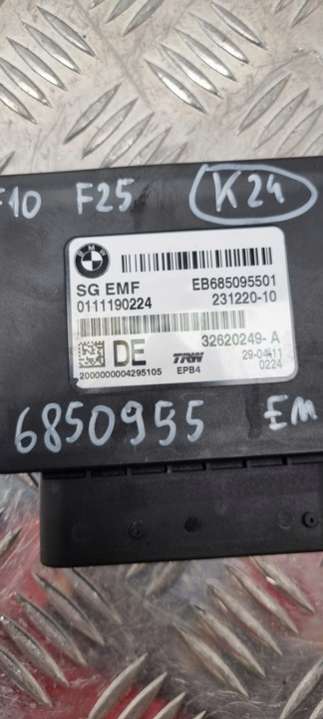 F10 F25 K24
BMW
SG EMF EB685095501
0111190224 231220-10
DE 32620249-A
TRW 29-04-11
2000000004295105 EPB4 0224
6850955 EM